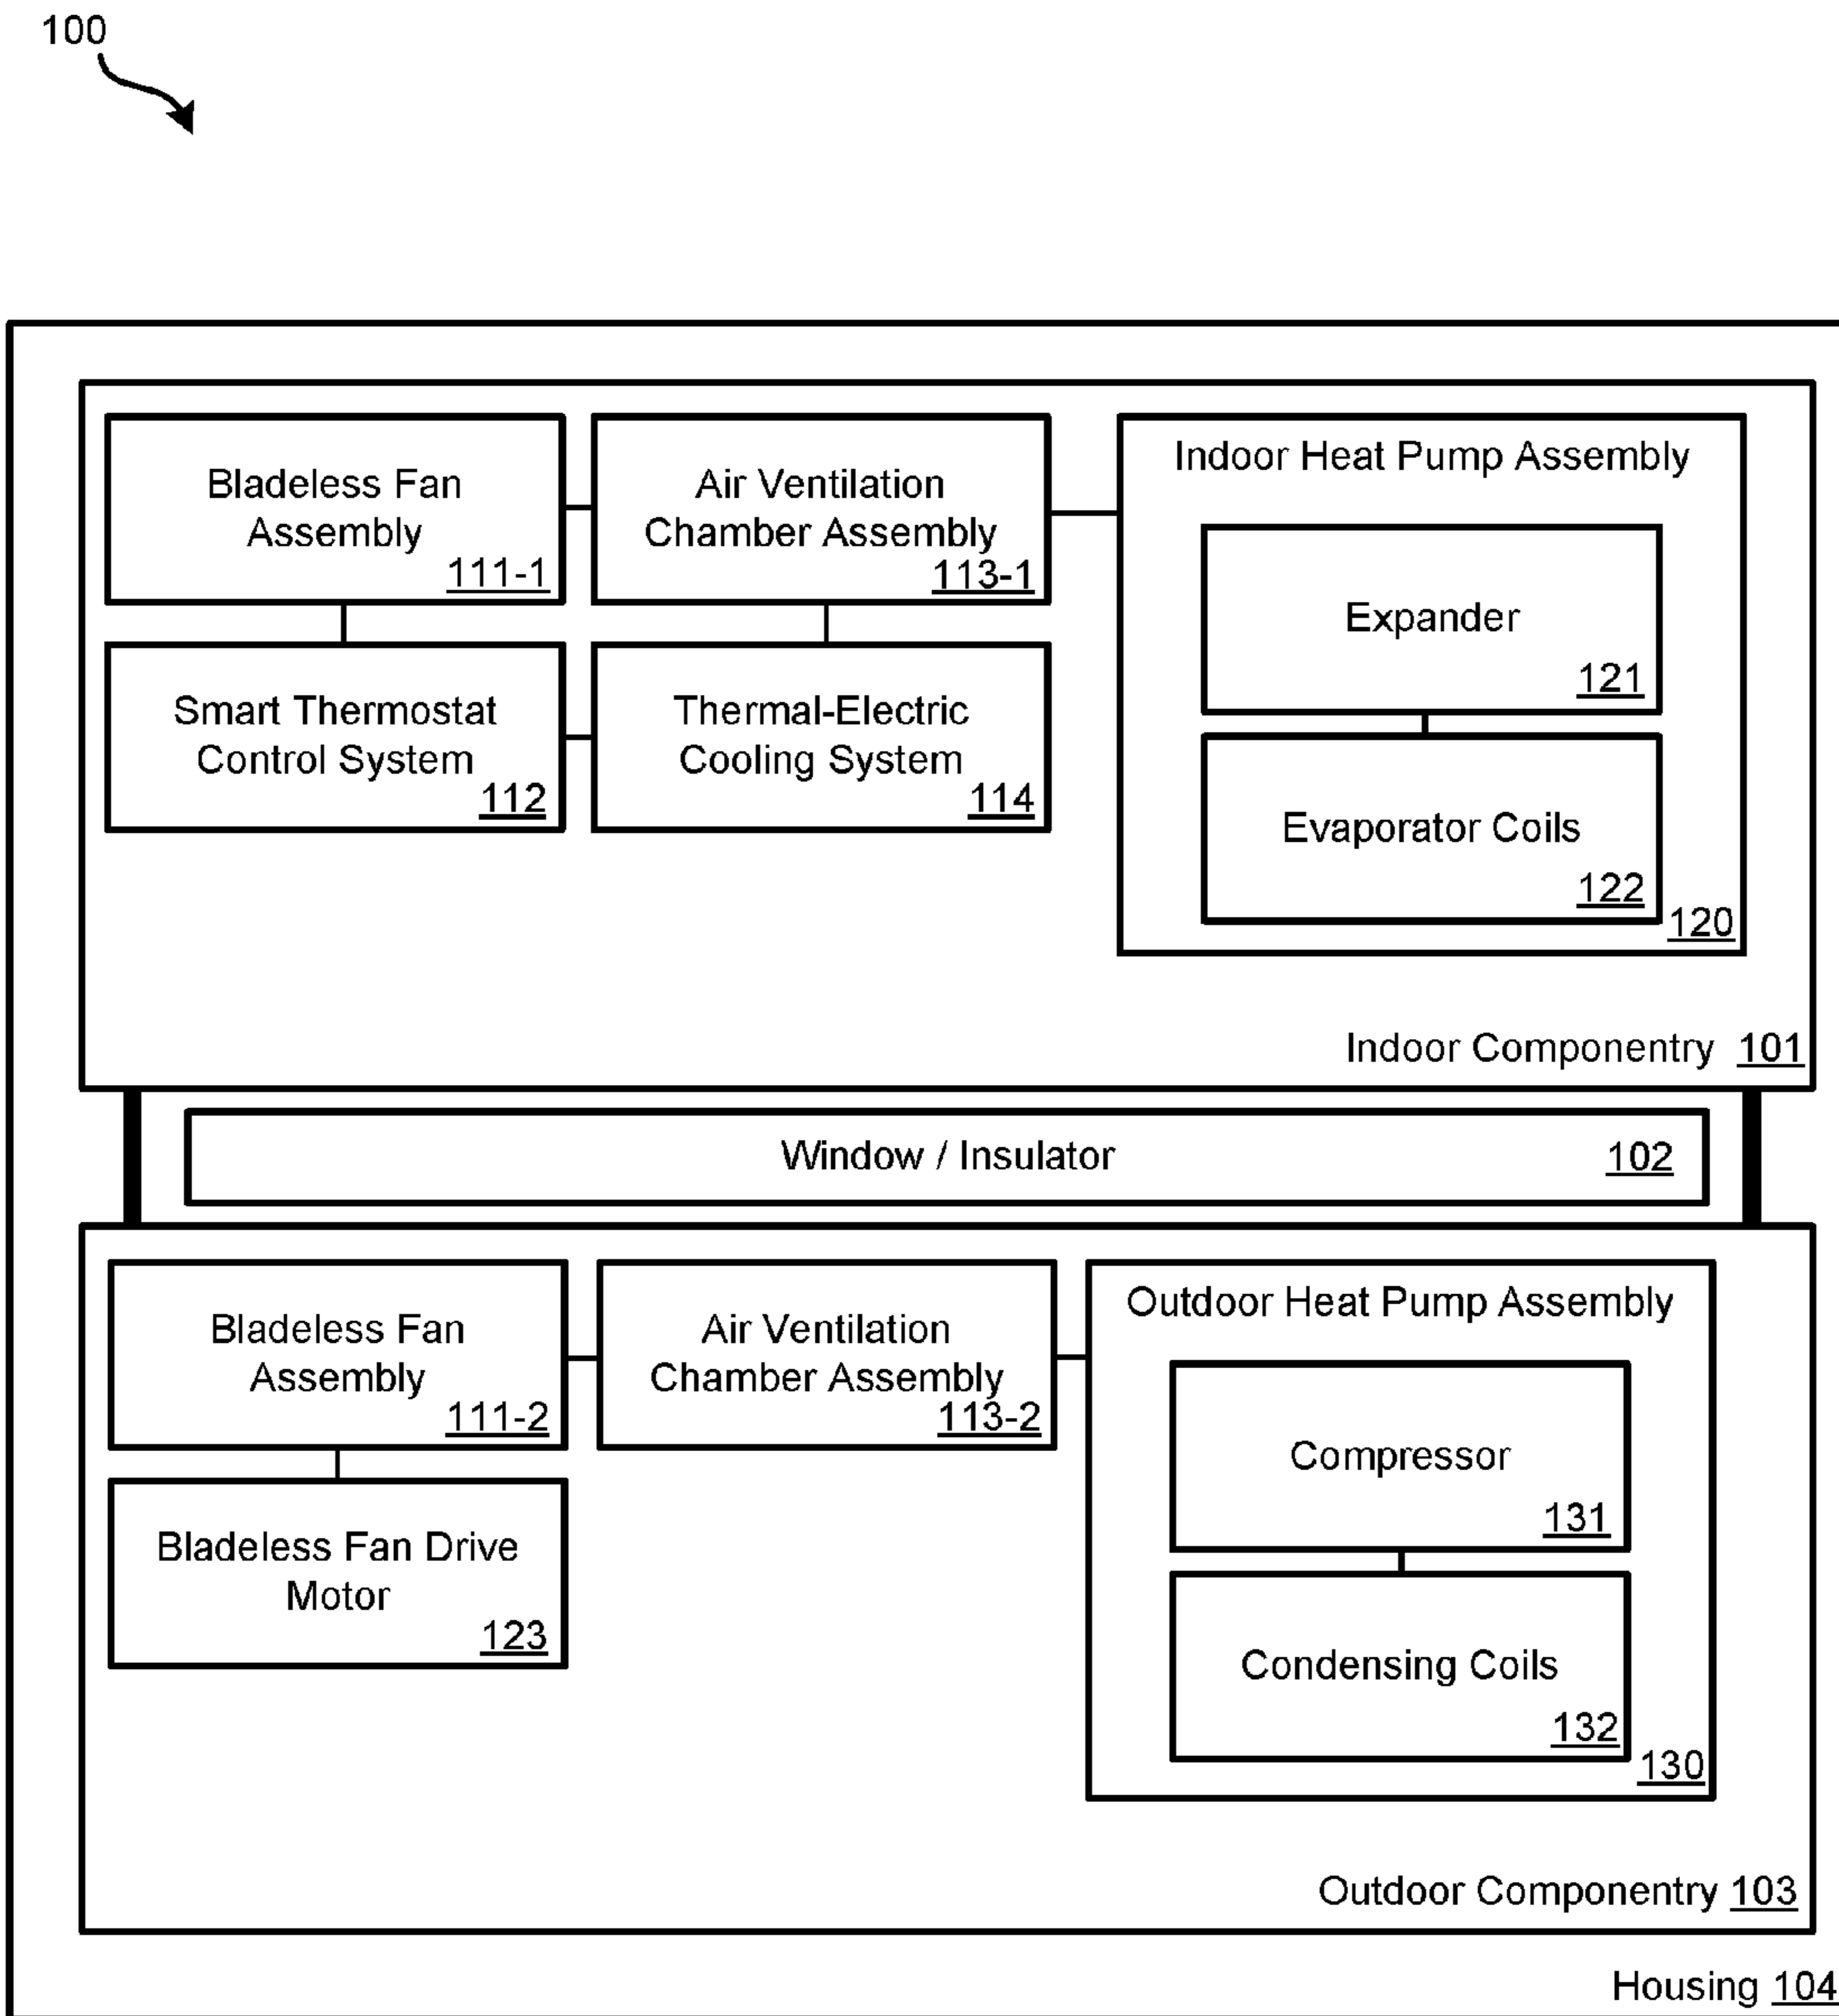 100
Bladeless Fan
Assembly
111-1
Air Ventilation
Chamber Assembly
113-1
Indoor Heat Pump Assembly
Expander
121
Smart Thermostat
Control System
112
Thermal-Electric
Cooling System
114
Evaporator Coils
122
120
Indoor Componentry 101
Window / Insulator 102
Bladeless Fan
Assembly
111-2
Air Ventilation
Chamber Assembly
113-2
Outdoor Heat Pump Assembly
Compressor
131
Bladeless Fan Drive
Motor
123
Condensing Coils
132
130
Outdoor Componentry 103
Housing 104